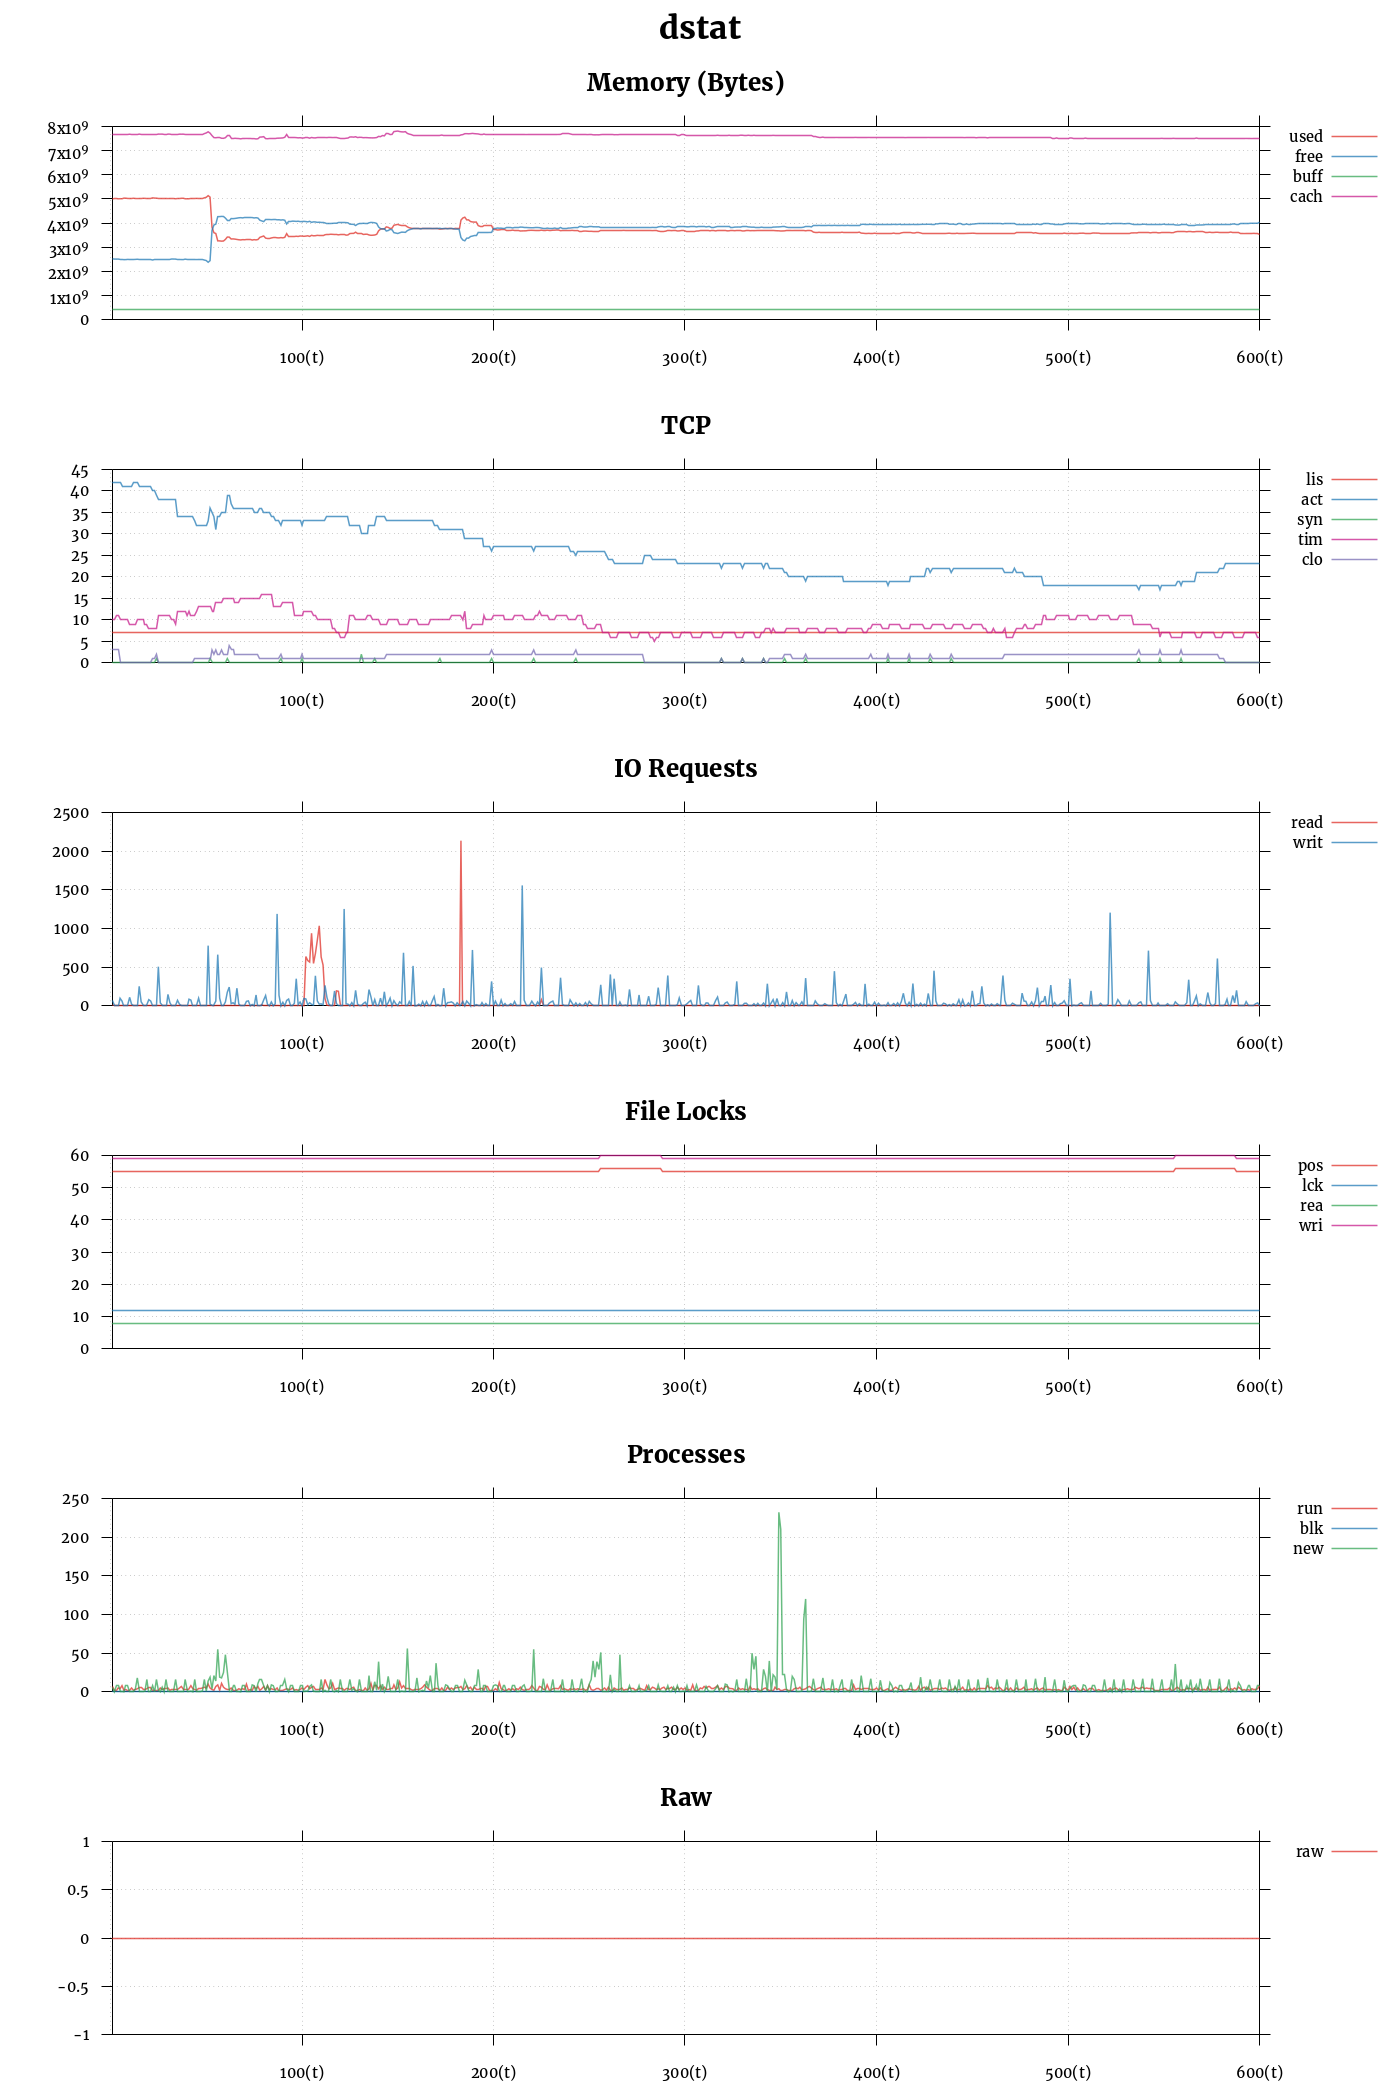 dstat
Memory (Bytes)
8x10⁹
7x10⁹
6x10⁹
5x10⁹
4x10⁹
3x10⁹
2x10⁹
1x10⁹
0
100(t) 200(t) 300(t) 400(t) 500(t) 600(t)
used
free
buff
cach
TCP
45
40
35
30
25
20
15
10
5
0
100(t) 200(t) 300(t) 400(t) 500(t) 600(t)
lis
act
syn
tim
clo
IO Requests
2500
2000
1500
1000
500
0
100(t) 200(t) 300(t) 400(t) 500(t) 600(t)
read
writ
File Locks
60
50
40
30
20
10
0
100(t) 200(t) 300(t) 400(t) 500(t) 600(t)
pos
lck
rea
wri
Processes
250
200
150
100
50
0
100(t) 200(t) 300(t) 400(t) 500(t) 600(t)
run
blk
new
Raw
1
0.5
0
-0.5
-1
100(t) 200(t) 300(t) 400(t) 500(t) 600(t)
raw